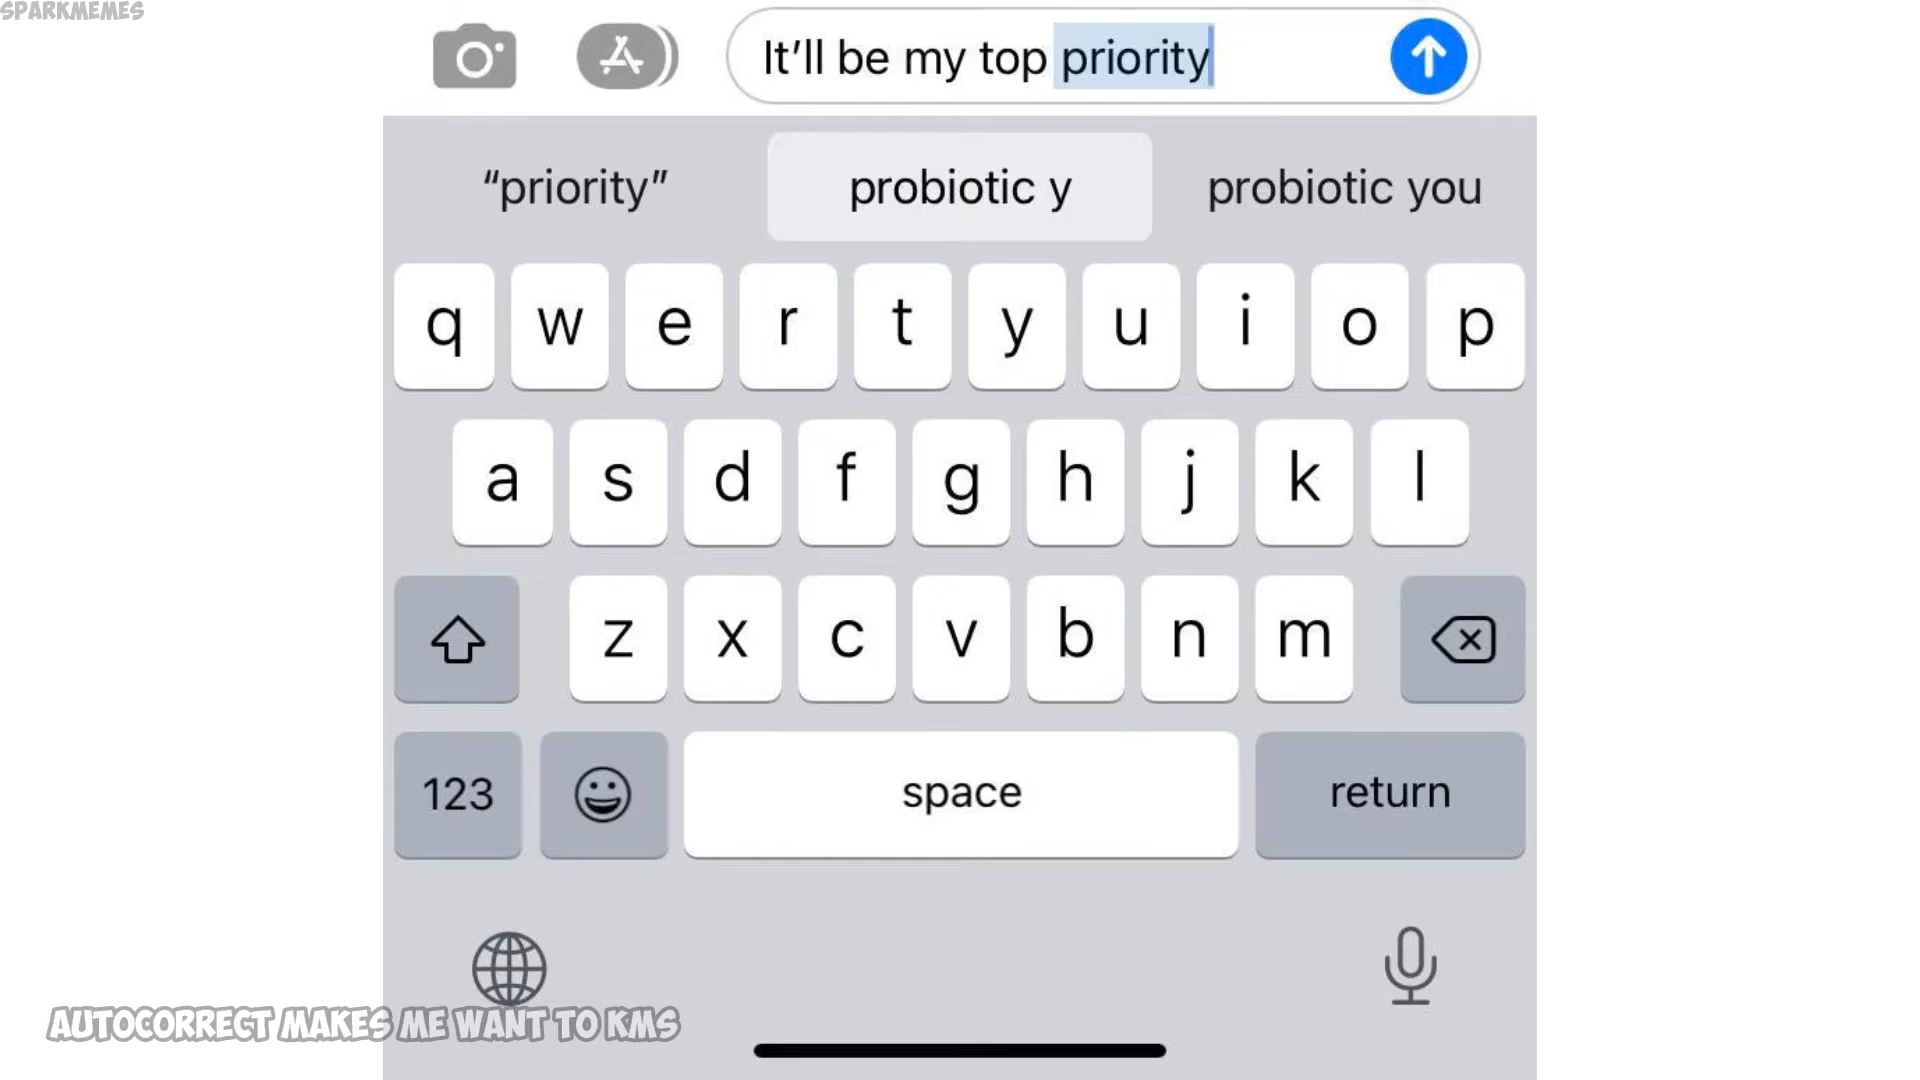 SPARKMEMES
It’ll be my top priority
“priority” probiotic y probiotic you
q w e r t y u i o p
a s d f g h j k l
z x c v b n m
123 space return
AUTOCORRECT MAKES ME WANT TO KMS